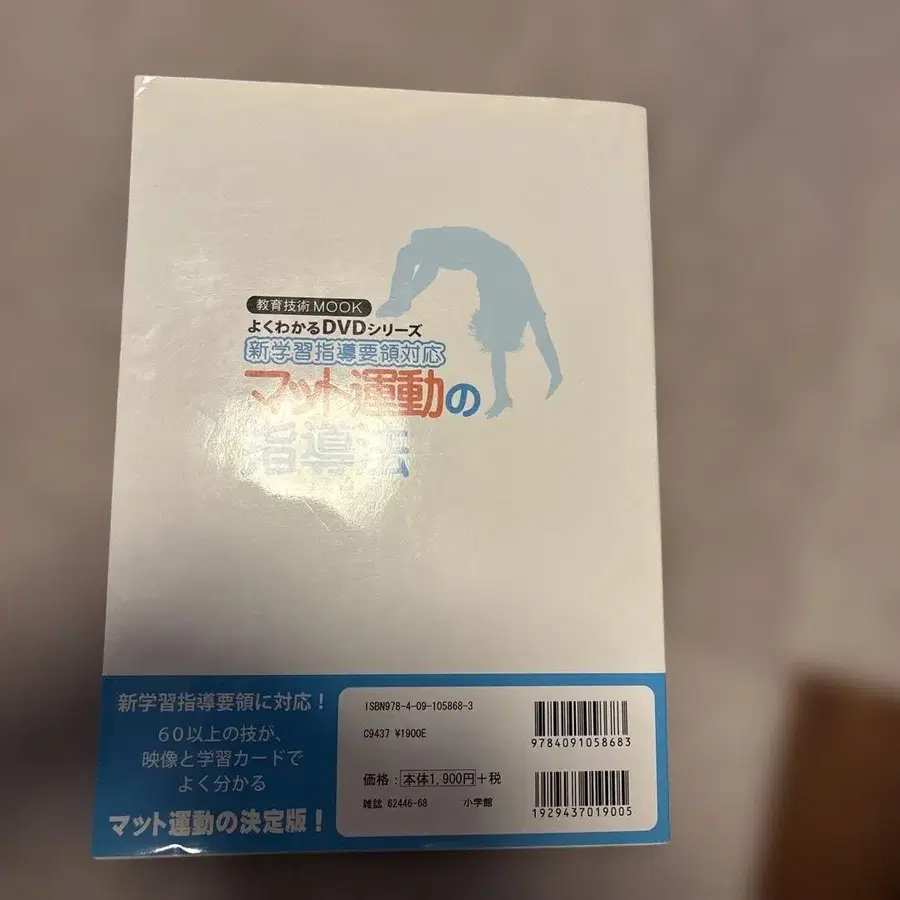 教育技術MOOK
よくわかるDVDシリーズ
新学習指導要領対応
マット運動の
指導法
新学習指導要領に対応！
60以上の技が、
映像と学習カードで
よく分かる
マット運動の決定版！
ISBN978-4-09-105868-3
C9437 ¥1900E
価格：本体1,900円+税
雑誌 62446-68 小学館
9784091058683
1929437019005